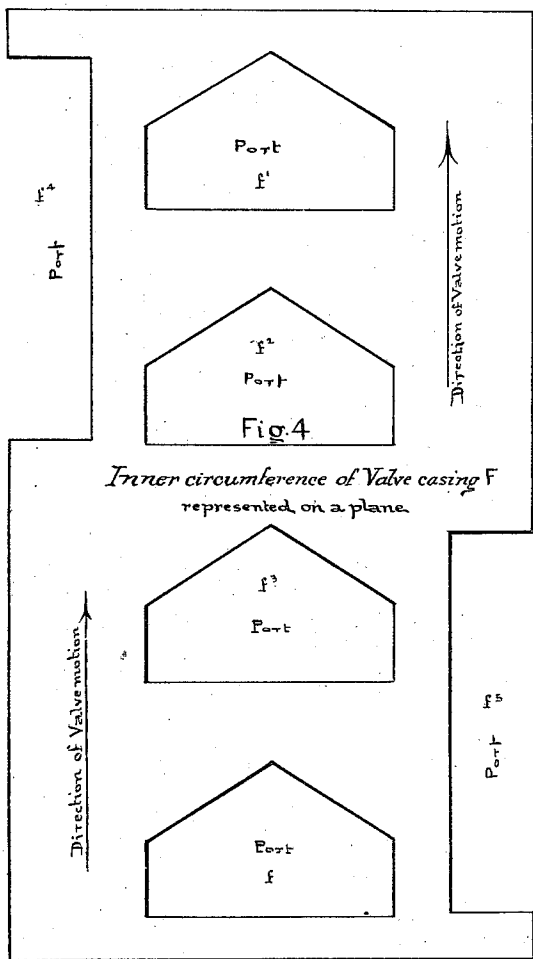 Port
f¹
f⁴
Port
Direction of Valve motion
f²
Port
Fig. 4
Inner circumference of Valve casing F
represented on a plane
f³
Port
Direction of Valve motion
f⁵
Port
Port
f